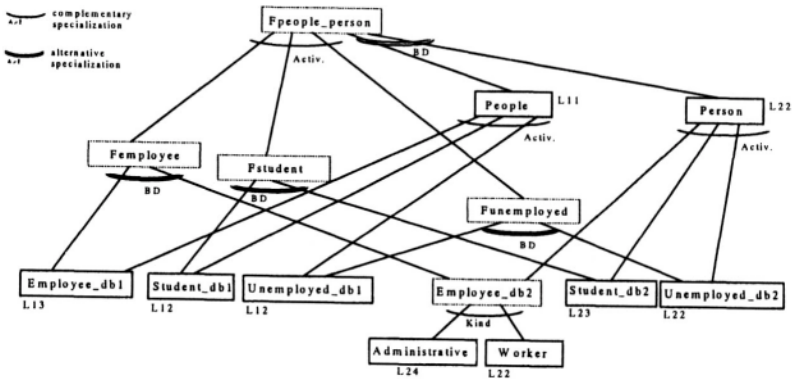 complementary
specialization
alternative
specialization
Fpeople_person
BD
Activ.
People
L11
Person
L22
Activ.
Activ.
Femployee
Fstudent
BD
BD
Funemployed
BD
Employee_db1
Student_db1
Unemployed_db1
Employee_db2
Student_db2
Unemployed_db2
L13
L12
L12
L23
L22
Kind
Administrative
Worker
L24
L22